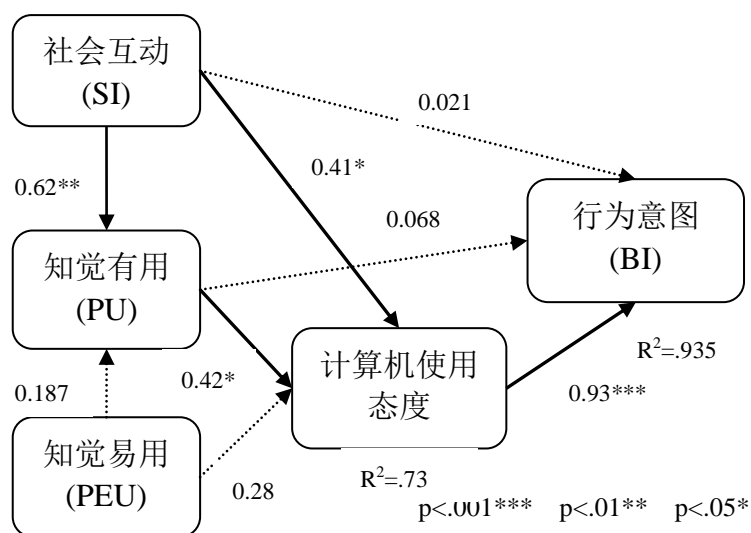 社会互动
(SI)
0.021
0.62**
0.41*
行为意图
(BI)
0.068
知觉有用
(PU)
R²=.935
计算机使用
态度
0.187
0.42*
0.93***
知觉易用
(PEU)
0.28
R²=.73
p<.001*** p<.01** p<.05*